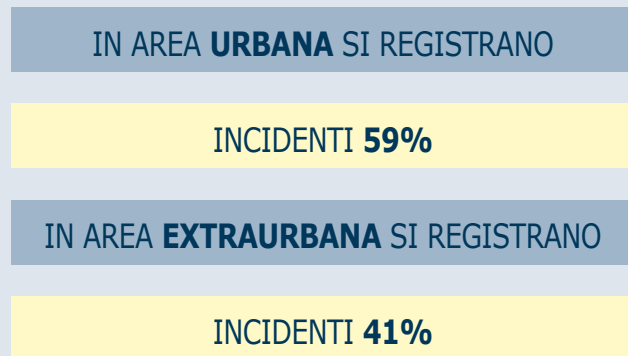 IN AREA URBANA SI REGISTRANO
INCIDENTI 59%
IN AREA EXTRAURBANA SI REGISTRANO
INCIDENTI 41%